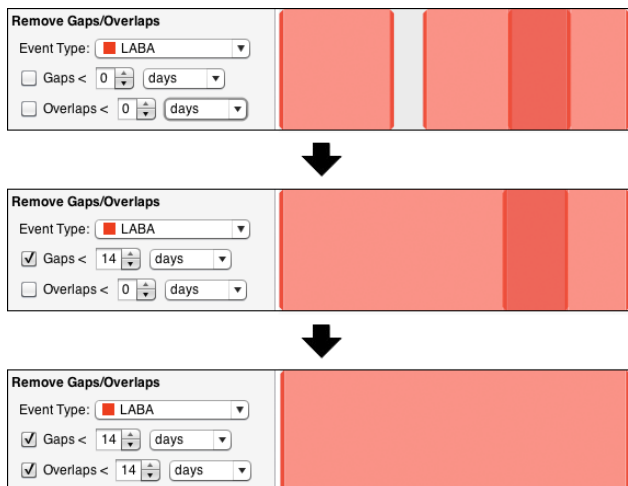 Remove Gaps/Overlaps
Event Type: LABA
Gaps < 0 days
Overlaps < 0 days
Remove Gaps/Overlaps
Event Type: LABA
Gaps < 14 days
Overlaps < 0 days
Remove Gaps/Overlaps
Event Type: LABA
Gaps < 14 days
Overlaps < 14 days